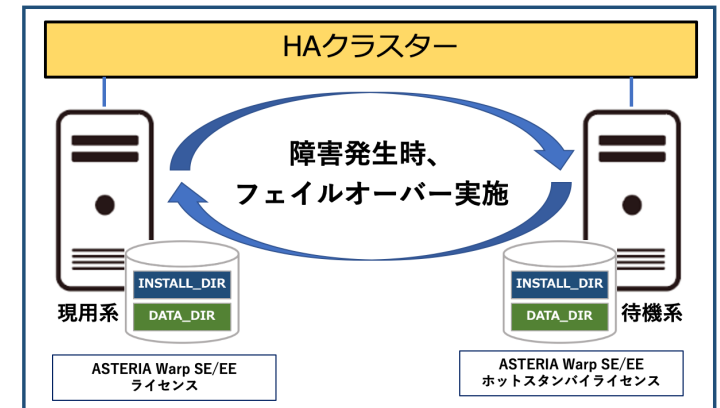 HAクラスター
障害発生時、
フェイルオーバー実施
INSTALL_DIR
DATA_DIR
現用系
INSTALL_DIR
DATA_DIR
待機系
ASTERIA Warp SE/EE
ライセンス
ASTERIA Warp SE/EE
ホットスタンバイライセンス